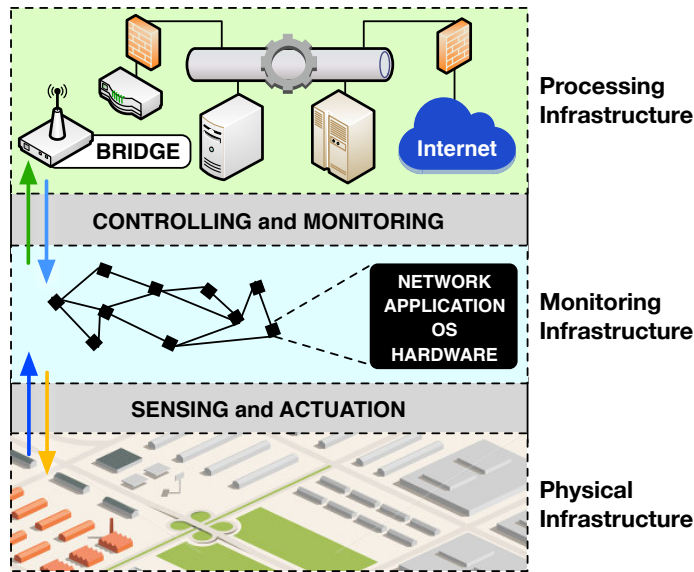 Processing
Infrastructure
BRIDGE
Internet
CONTROLLING and MONITORING
NETWORK
APPLICATION
OS
HARDWARE
Monitoring
Infrastructure
SENSING and ACTUATION
Physical
Infrastructure